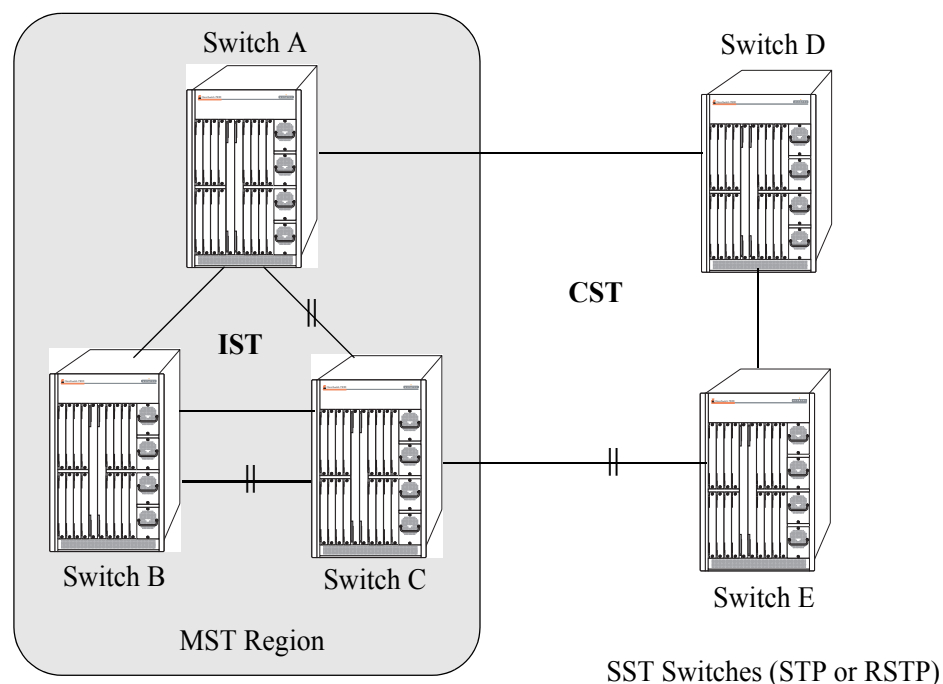 Switch A
Switch D
IST
CST
Switch B
Switch C
Switch E
MST Region
SST Switches (STP or RSTP)